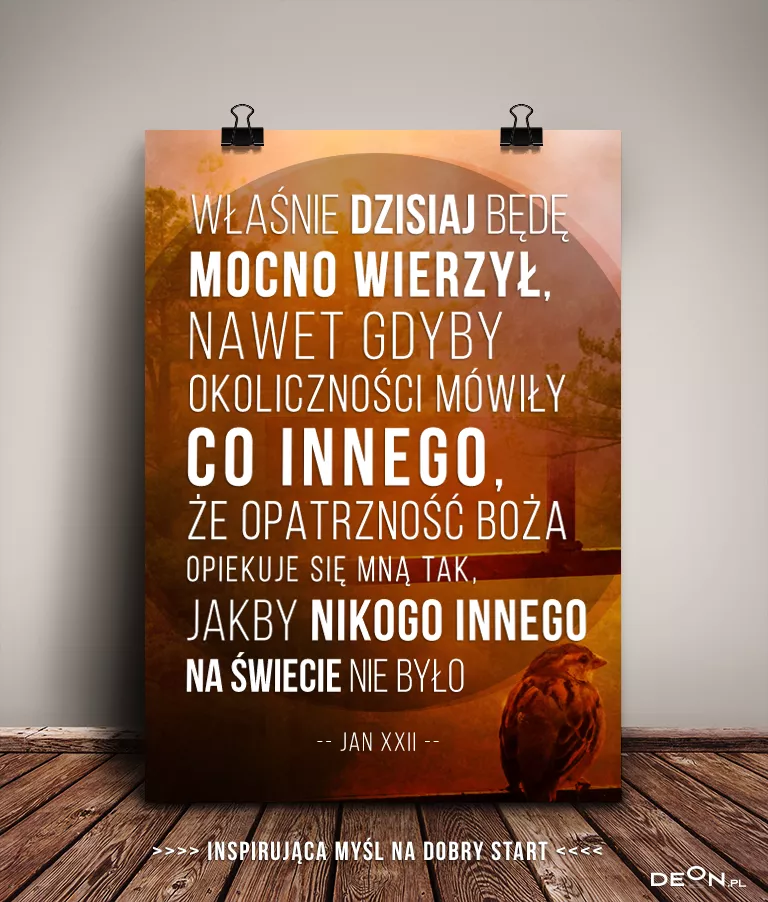 WŁAŚNIE DZISIAJ BĘDĘ
MOCNO WIERZYŁ,
NAWET GDYBY
OKOLICZNOŚCI MÓWIŁY
CO INNEGO,
ŻE OPATRZNOŚĆ BOŻA
OPIEKUJE SIĘ MNĄ TAK,
JAKBY NIKOGO INNEGO
NA ŚWIECIE NIE BYŁO
-- JAN XXII --
>>>> INSPIRUJĄCA MYŚL NA DOBRY START <<<<
DEON.PL